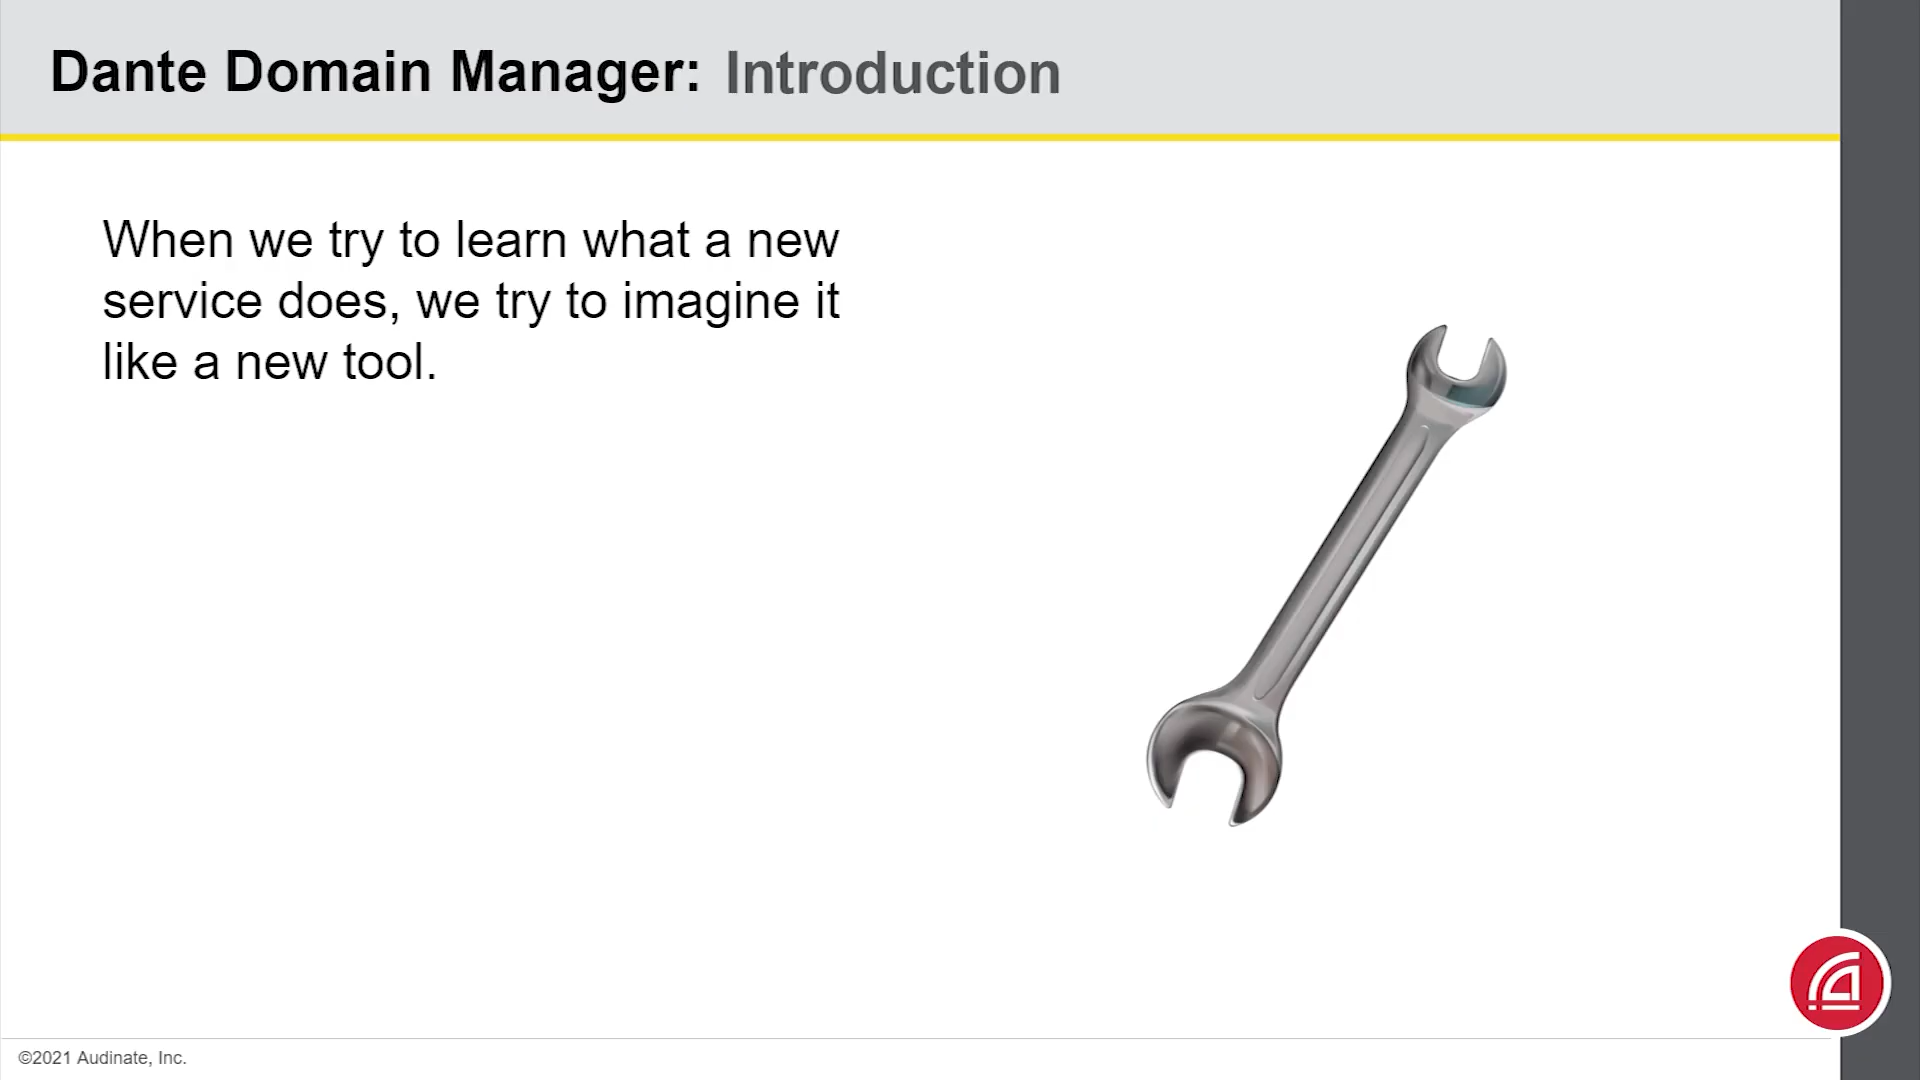 Dante Domain Manager: Introduction
When we try to learn what a new
service does, we try to imagine it
like a new tool.
©2021 Audinate, Inc.